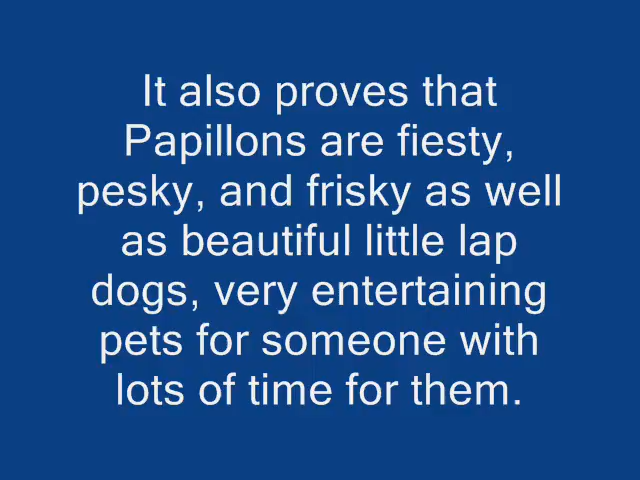 It also proves that
Papillons are fiesty,
pesky, and frisky as well
as beautiful little lap
dogs, very entertaining
pets for someone with
lots of time for them.